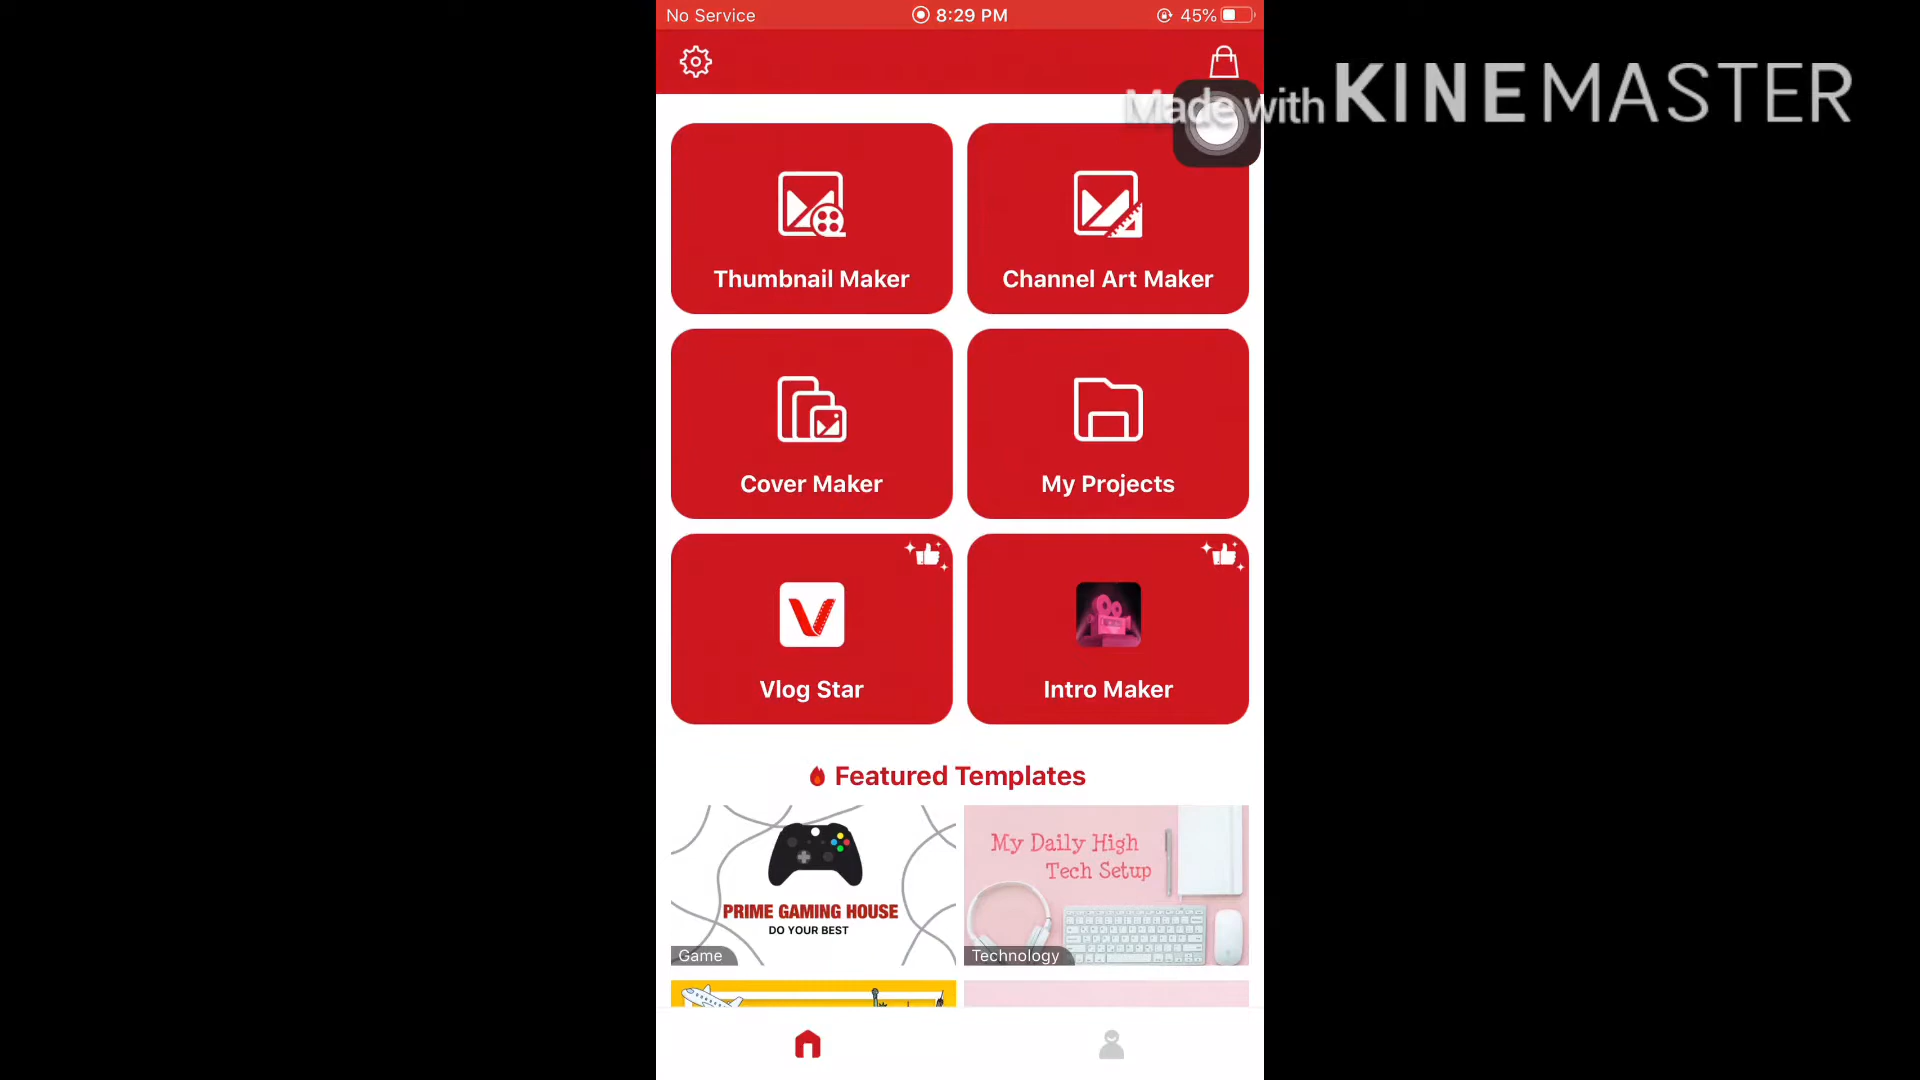 No Service
8:29 PM
45%
Made with KINEMASTER
Thumbnail Maker
Channel Art Maker
Cover Maker
My Projects
Vlog Star
Intro Maker
Featured Templates
PRIME GAMING HOUSE
DO YOUR BEST
Game
My Daily High
Tech Setup
Technology